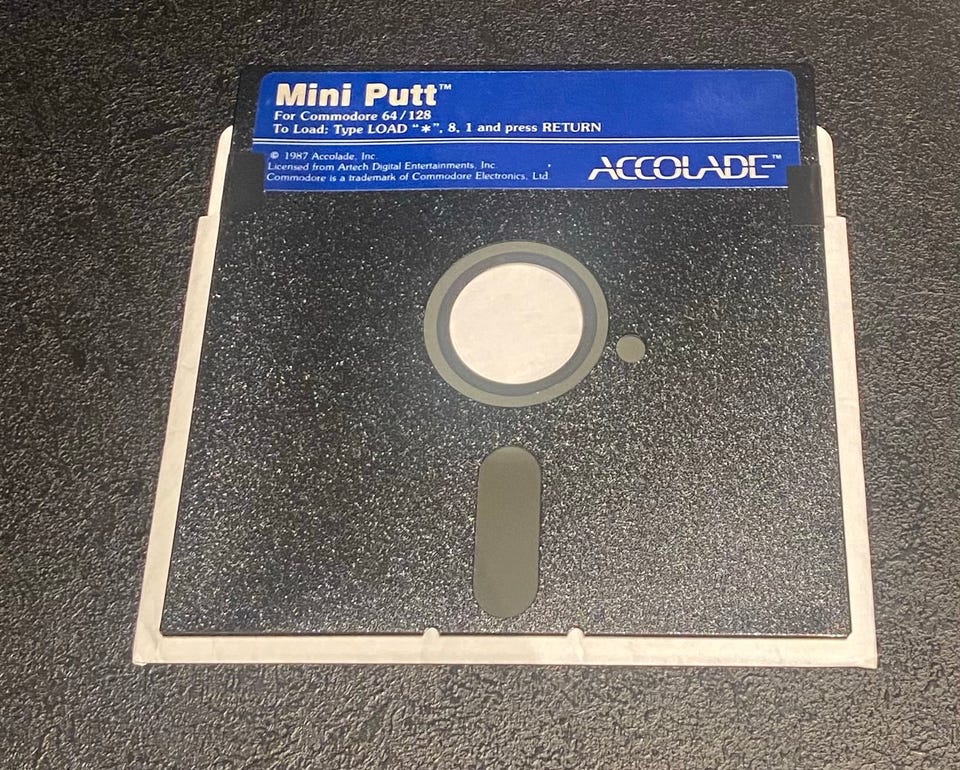 Mini Putt™
For Commodore 64/128
To Load: Type LOAD "*", 8, 1 and press RETURN
© 1987 Accolade, Inc.
Licensed from Artech Digital Entertainments, Inc.
Commodore is a trademark of Commodore Electronics, Ltd.
ACCOLADE™